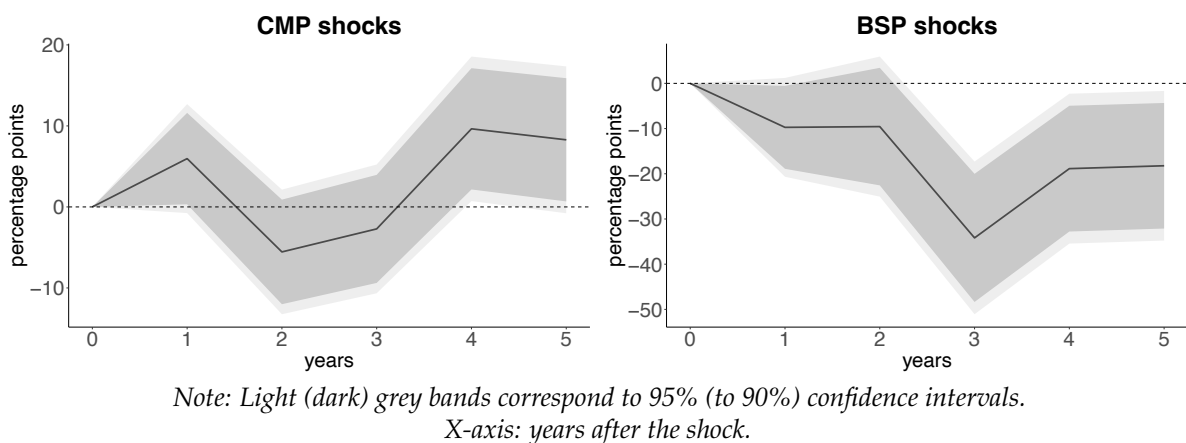 CMP shocks
BSP shocks
percentage points
20
10
0
−10
0 1 2 3 4 5
years
percentage points
0
−10
−20
−30
−40
−50
0 1 2 3 4 5
years
Note: Light (dark) grey bands correspond to 95% (to 90%) confidence intervals.
X-axis: years after the shock.